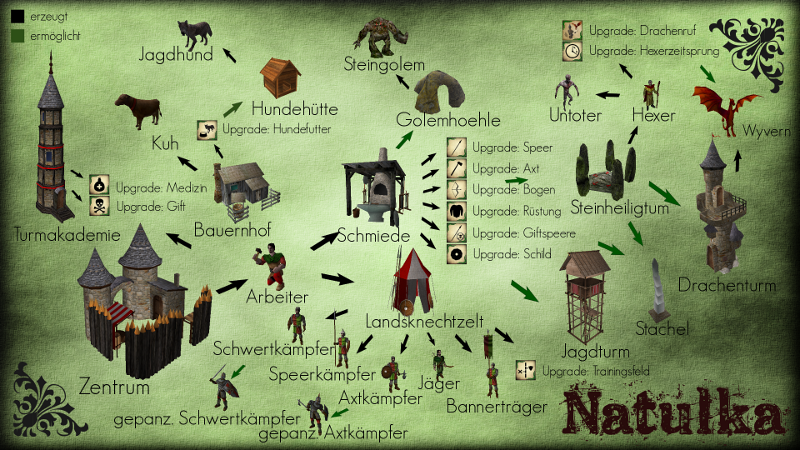 erzeugt
ermöglicht
Jagdhund
Steingolem
Upgrade: Drachenruf
Upgrade: Hexerzeitsprung
Hundehütte
Golemhoehle
Untoter
Hexer
Wyvern
Kuh
Upgrade: Hundefutter
Upgrade: Speer
Upgrade: Axt
Upgrade: Medizin
Upgrade: Bogen
Upgrade: Gift
Upgrade: Rüstung
Steinheiligtum
Turmakademie
Bauernhof
Schmiede
Upgrade: Giftspeere
Upgrade: Schild
Drachenturm
Arbeiter
Landsknechtzelt
Stachel
Schwertkämpfer
Jagdturm
Speerkämpfer
Upgrade: Trainingsfeld
Zentrum
Jäger
Axtkämpfer
Bannerträger
gepanz. Schwertkämpfer
gepanz. Axtkämpfer
Natulka